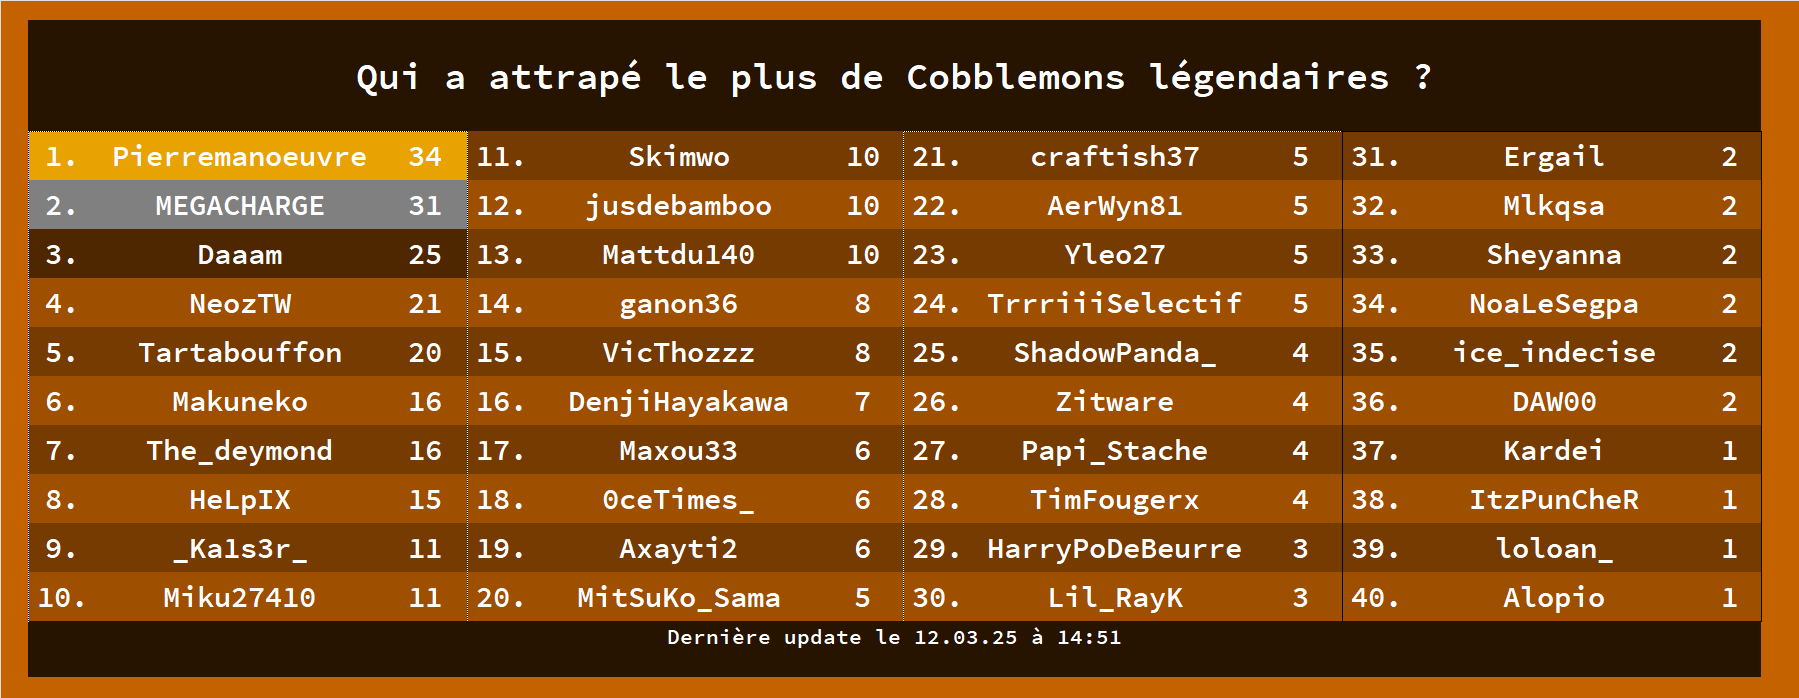 Qui a attrapé le plus de Cobblemons légendaires ?
1. Pierremanoeuvre 34
2. MEGACHARGE 31
3. Daaam 25
4. NeozTW 21
5. Tartabouffon 20
6. Makuneko 16
7. The_deymond 16
8. HeLpIX 15
9. _Ka1s3r_ 11
10. Miku27410 11
11. Skimwo 10
12. jusdebamboo 10
13. Mattdu140 10
14. ganon36 8
15. VicThozzz 8
16. DenjiHayakawa 7
17. Maxou33 6
18. 0ceTimes_ 6
19. Axayti2 6
20. MitSuKo_Sama 5
21. craftish37 5
22. AerWyn81 5
23. Yleo27 5
24. TrrriiiSelectif 5
25. ShadowPanda_ 4
26. Zitware 4
27. Papi_Stache 4
28. TimFougerx 4
29. HarryPoDeBeurre 3
30. Lil_RayK 3
31. Ergail 2
32. Mlkqsa 2
33. Sheyanna 2
34. NoaLeSegpa 2
35. ice_indecise 2
36. DAW00 2
37. Kardei 1
38. ItzPunCheR 1
39. loloan_ 1
40. Alopio 1
Dernière update le 12.03.25 à 14:51